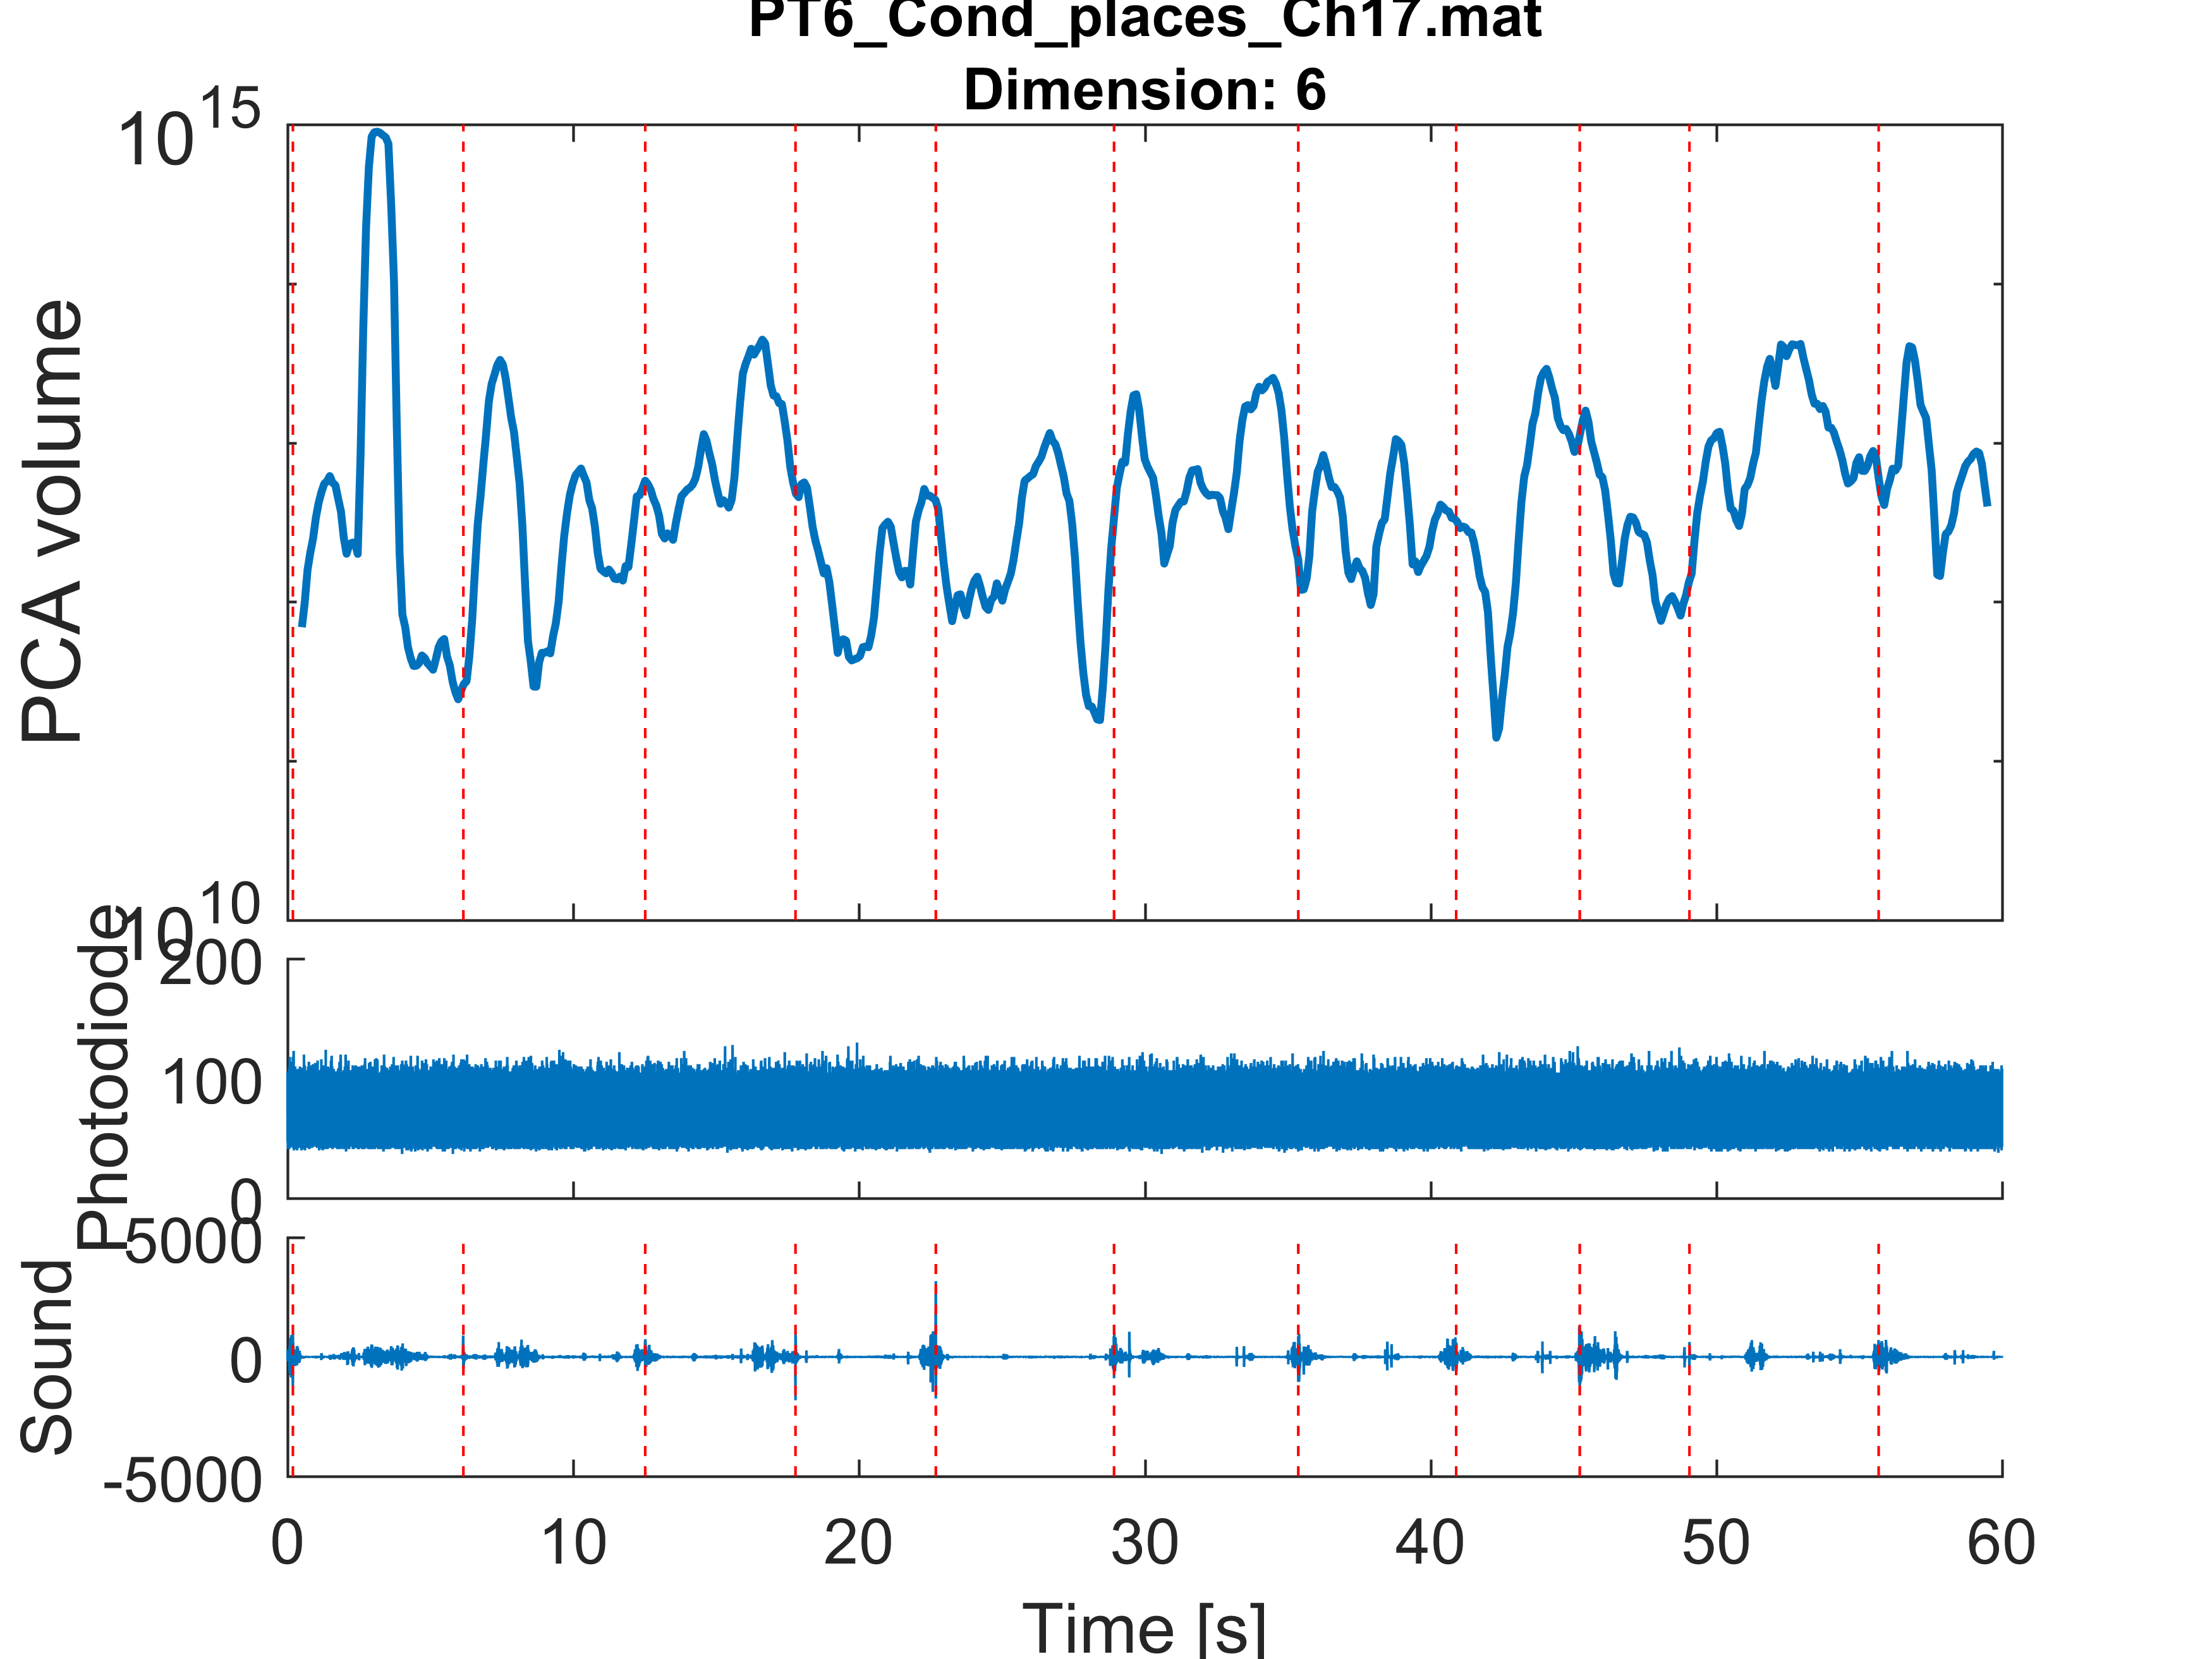 PT6_Cond_places_Ch17.mat
Dimension: 6
10^15
PCA volume
10^10
200
Photodiode
100
0
5000
Sound
0
-5000
0 10 20 30 40 50 60
Time [s]